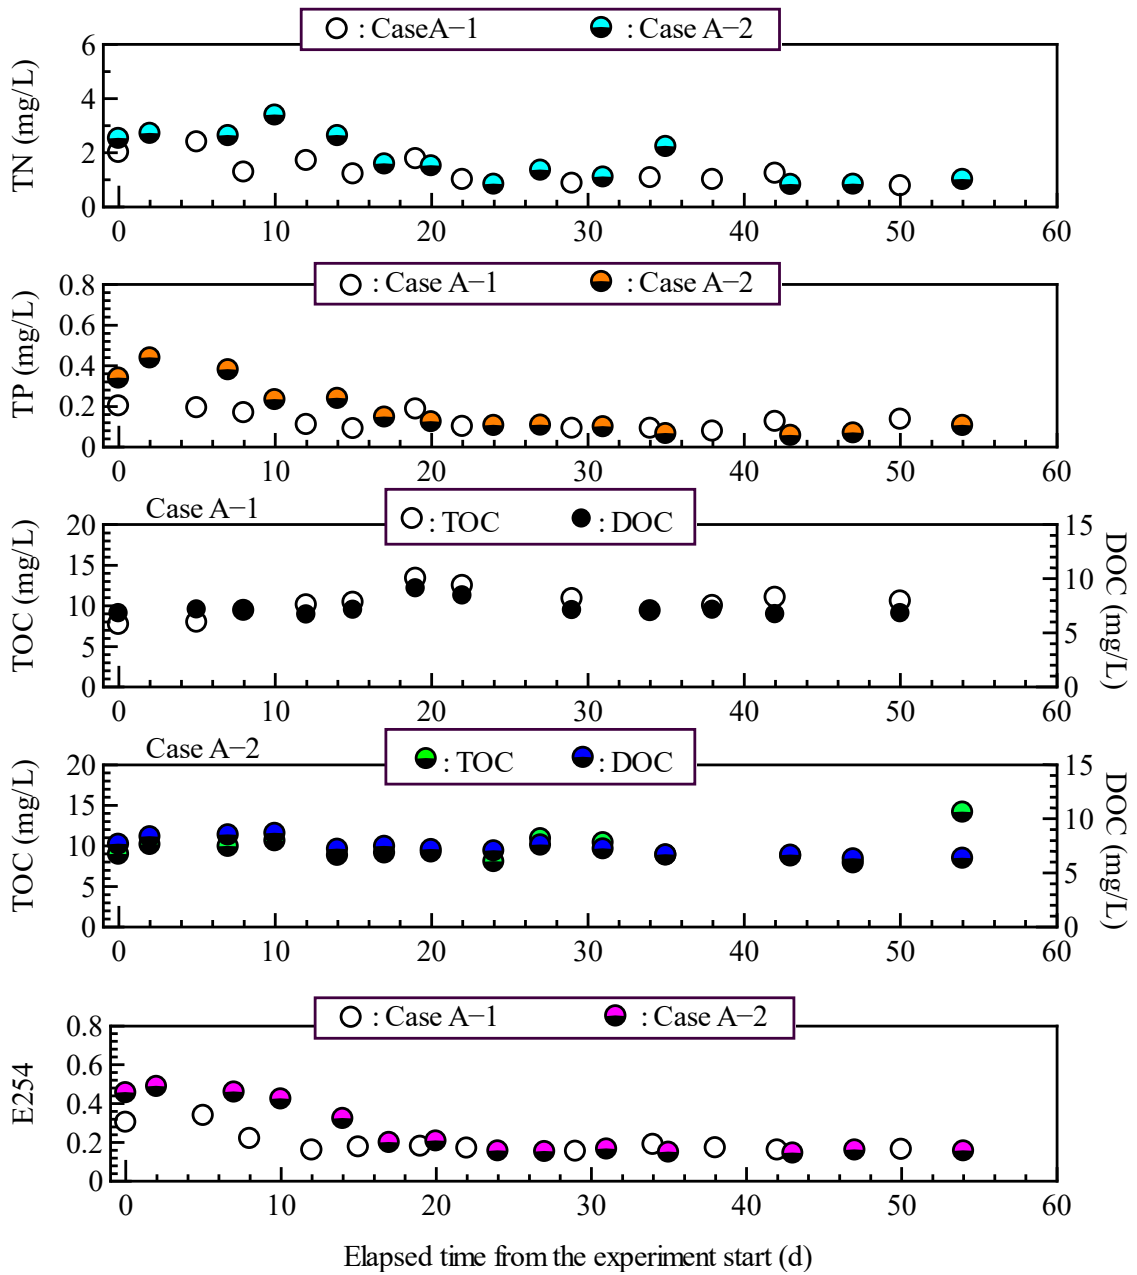 : CaseA−1 : Case A−2
TN (mg/L)
6
4
2
0
0 10 20 30 40 50 60
: Case A−1 : Case A−2
TP (mg/L)
0.8
0.6
0.4
0.2
0
0 10 20 30 40 50 60
Case A−1
: TOC : DOC
TOC (mg/L)
20
15
10
5
0
DOC (mg/L)
15
10
5
0
0 10 20 30 40 50 60
Case A−2
: TOC : DOC
TOC (mg/L)
20
15
10
5
0
DOC (mg/L)
15
10
5
0
0 10 20 30 40 50 60
: Case A−1 : Case A−2
E254
0.8
0.6
0.4
0.2
0
0 10 20 30 40 50 60
Elapsed time from the experiment start (d)